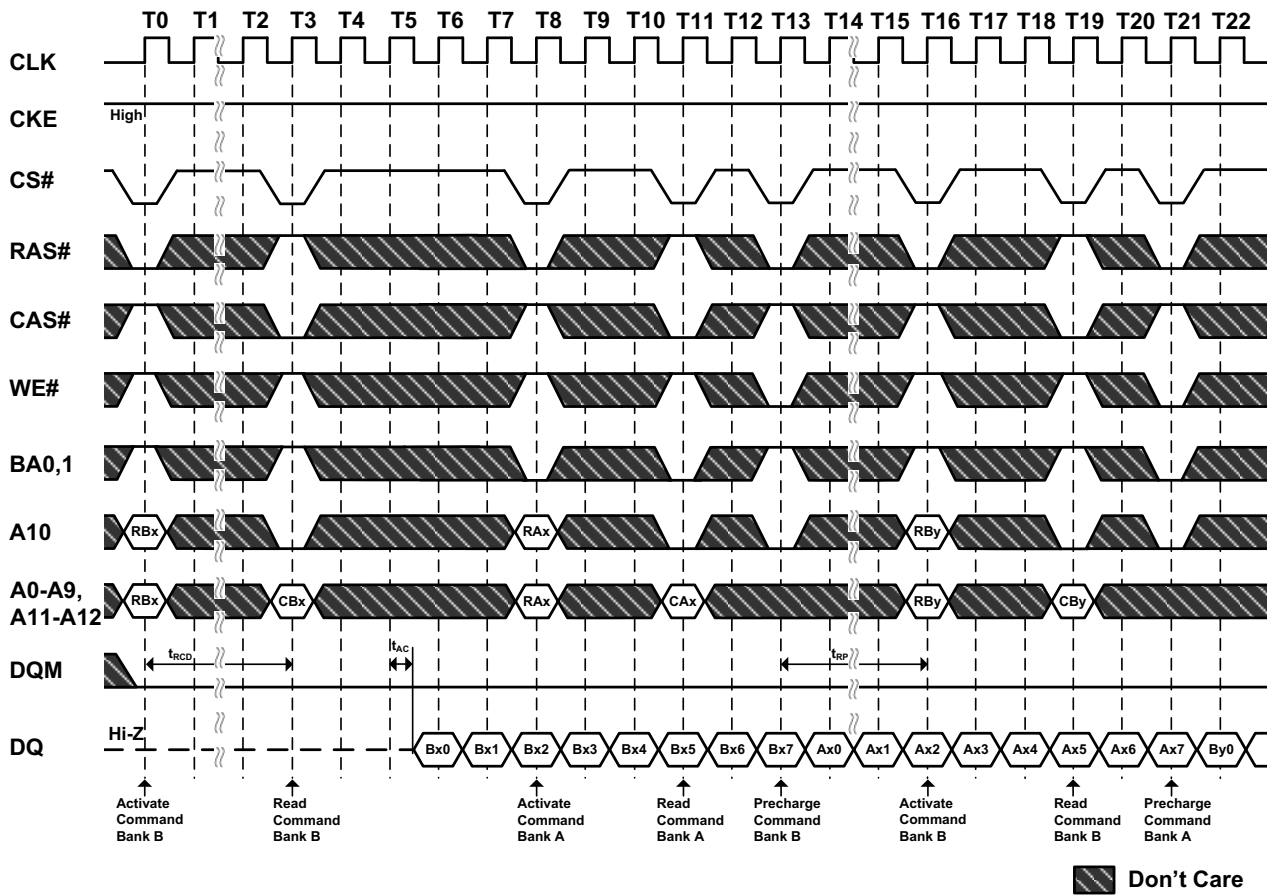 T0 T1 T2 T3 T4 T5 T6 T7 T8 T9 T10 T11 T12 T13 T14 T15 T16 T17 T18 T19 T20 T21 T22
CLK
CKE
High
CS#
RAS#
CAS#
WE#
BA0,1
A10
RBx RAx RBy
A0-A9,
A11-A12
RBx CBx RAx CAx RBy CBy
DQM
tRCD tAC tRP
DQ
Hi-Z
Bx0 Bx1 Bx2 Bx3 Bx4 Bx5 Bx6 Bx7 Ax0 Ax1 Ax2 Ax3 Ax4 Ax5 Ax6 Ax7 By0
Activate
Command
Bank B
Read
Command
Bank B
Activate
Command
Bank A
Read
Command
Bank A
Precharge
Command
Bank B
Activate
Command
Bank B
Read
Command
Bank B
Precharge
Command
Bank A
Don't Care